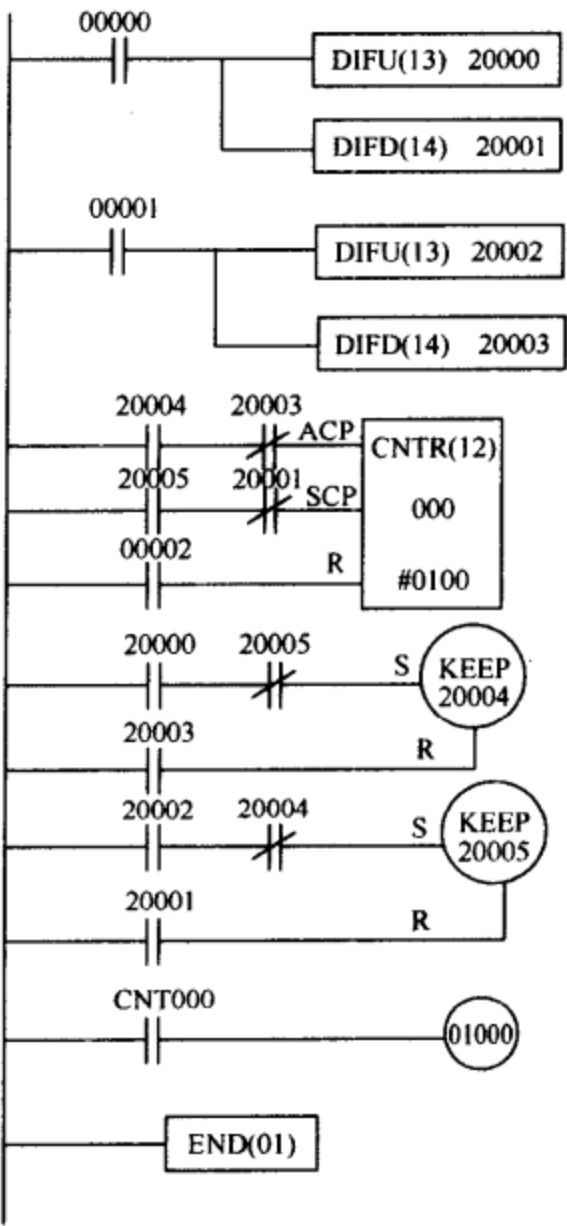 00000
DIFU(13) 20000
DIFD(14) 20001
00001
DIFU(13) 20002
DIFD(14) 20003
20004 20003 ACP CNTR(12)
20005 20001 SCP 000
00002 R #0100
20000 20005 S KEEP 20004
20003 R
20002 20004 S KEEP 20005
20001 R
CNT000 01000
END(01)